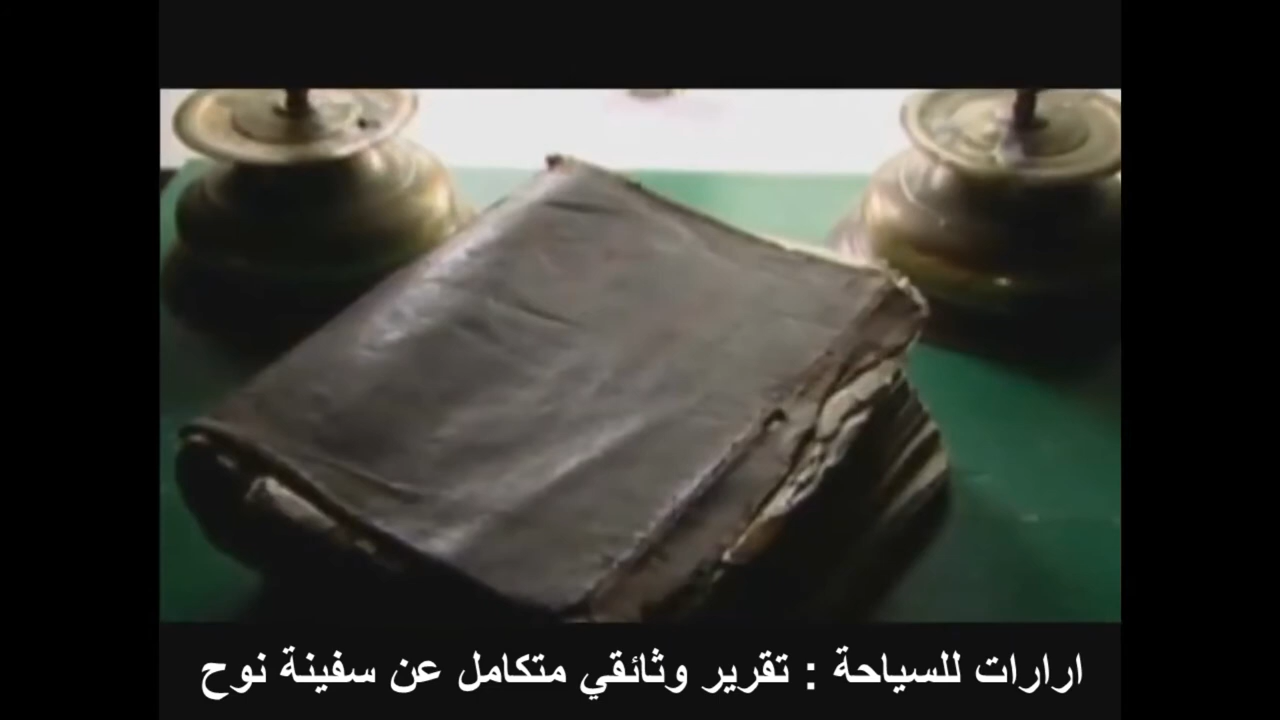 ارارات للسياحة : تقرير وثائقي متكامل عن سفينة نوح